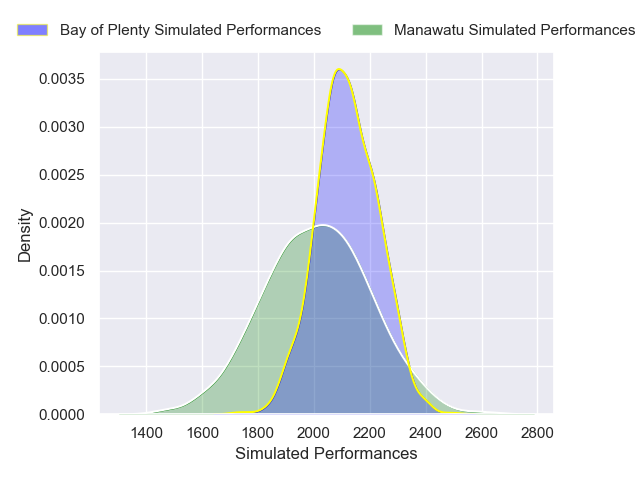 Bay of Plenty Simulated Performances
Manawatu Simulated Performances
0.0035
0.0030
0.0025
0.0020
0.0015
0.0010
0.0005
0.0000
Density
1400 1600 1800 2000 2200 2400 2600 2800
Simulated Performances